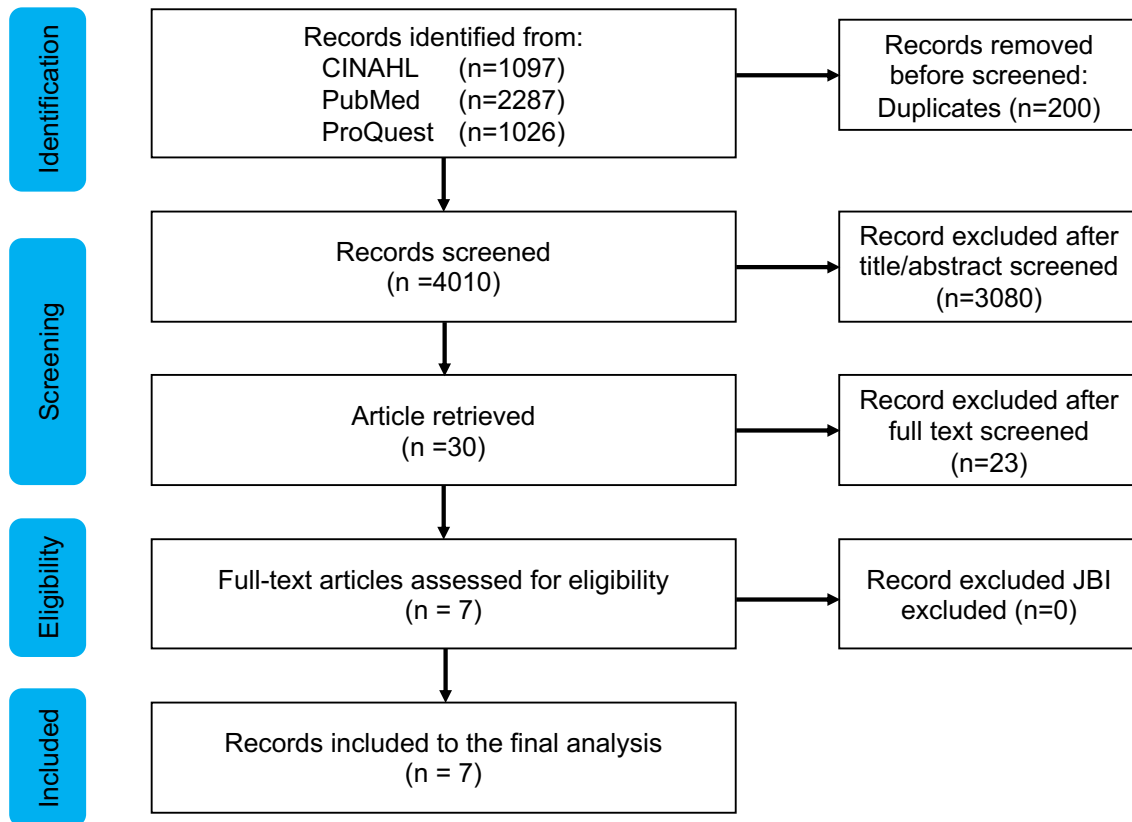 Identification
Records identified from:
CINAHL (n=1097)
PubMed (n=2287)
ProQuest (n=1026)
Records removed
before screened:
Duplicates (n=200)
Screening
Records screened
(n =4010)
Record excluded after
title/abstract screened
(n=3080)
Article retrieved
(n =30)
Record excluded after
full text screened
(n=23)
Eligibility
Full-text articles assessed for eligibility
(n = 7)
Record excluded JBI
excluded (n=0)
Included
Records included to the final analysis
(n = 7)